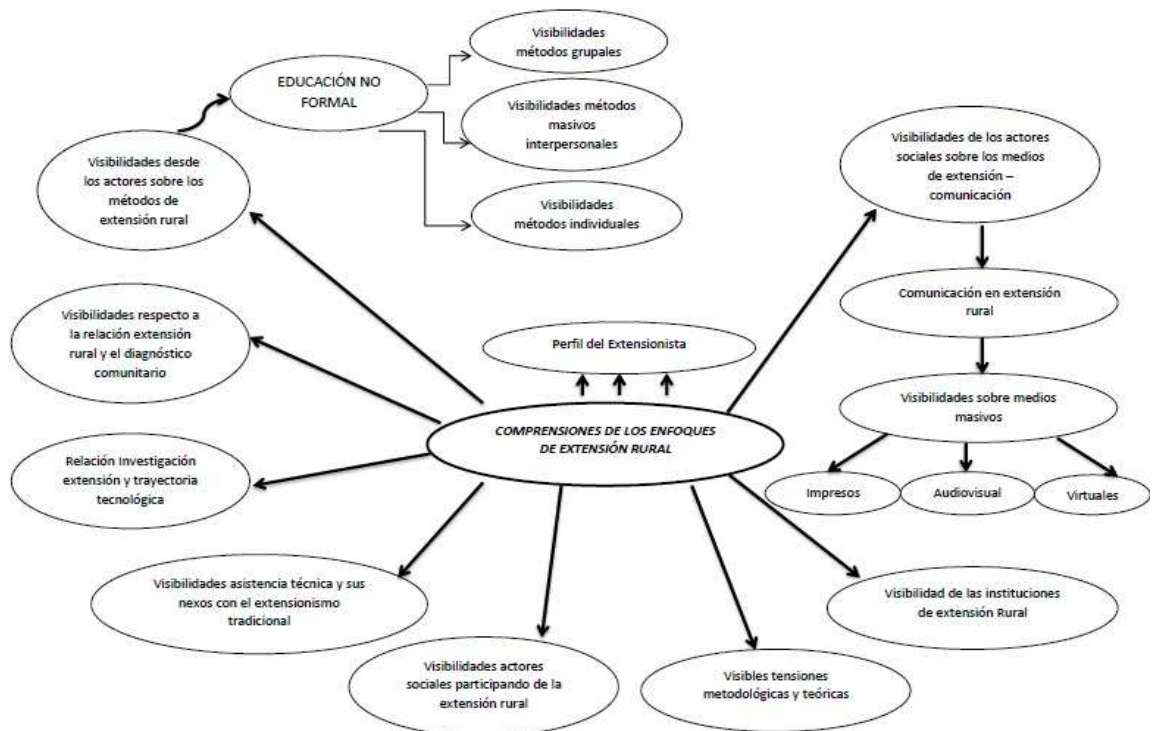 Visibilidades
métodos grupales
EDUCACIÓN NO
FORMAL
Visibilidades métodos
masivos
interpersonales
Visibilidades
métodos individuales
Visibilidades desde
los actores sobre los
métodos de
extensión rural
Visibilidades de los actores
sociales sobre los medios
de extensión –
comunicación
Comunicación en extensión
rural
Visibilidades sobre medios
masivos
Impresos
Audiovisual
Virtuales
Visibilidades respecto a
la relación extensión
rural y el diagnóstico
comunitario
Perfil del Extensionista
COMPRENSIONES DE LOS ENFOQUES
DE EXTENSIÓN RURAL
Relación Investigación
extensión y trayectoria
tecnológica
Visibilidades asistencia técnica y sus
nexos con el extensionismo
tradicional
Visibilidades actores
sociales participando de la
extensión rural
Visibles tensiones
metodológicas y teóricas
Visibilidad de las instituciones
de extensión Rural